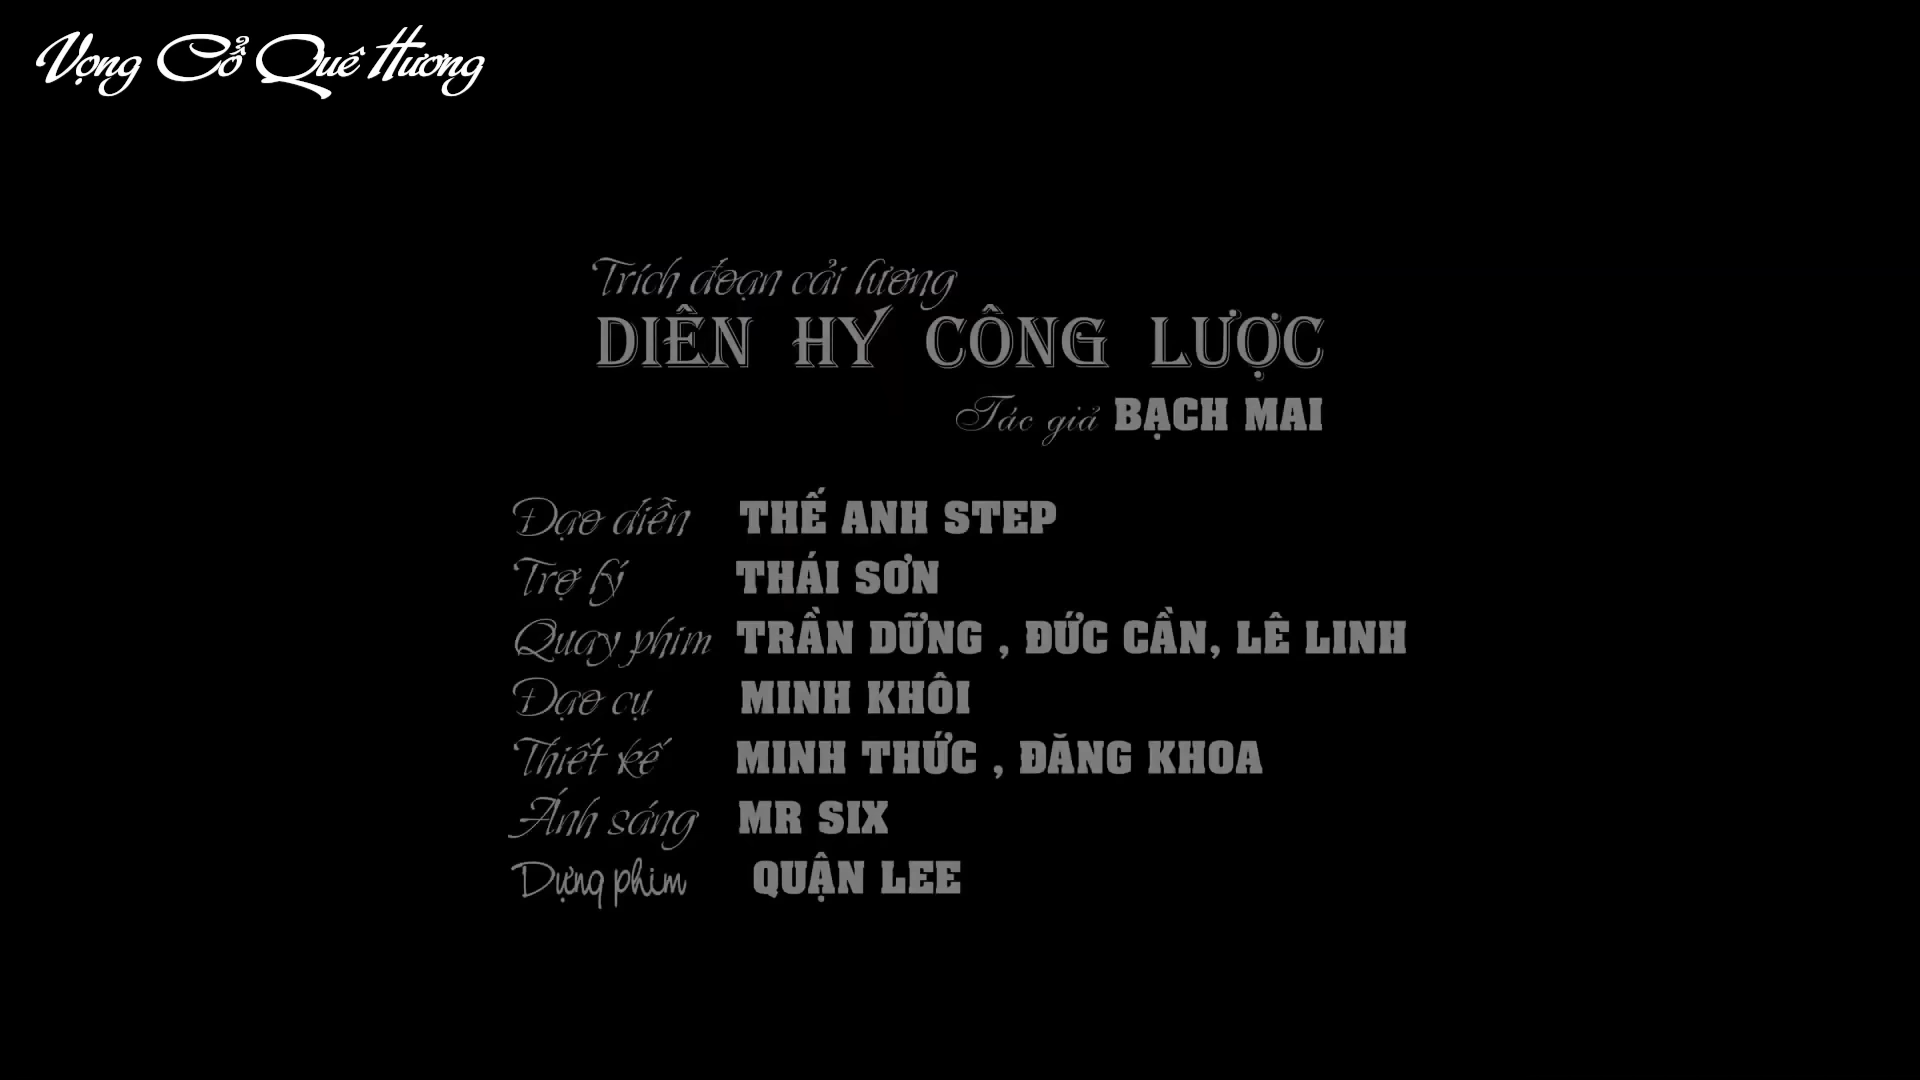 Vọng Cổ Quê Hương
Trích đoạn cải lương
DIÊN HY CÔNG LƯỢC
Tác giả BẠCH MAI
Đạo diễn THẾ ANH STEP
Trợ lý THÁI SƠN
Quay phim TRẦN DỮNG , ĐỨC CẦN, LÊ LINH
Đạo cụ MINH KHÔI
Thiết kế MINH THỨC , ĐĂNG KHOA
Ánh sáng MR SIX
Dựng phim QUẬN LEE